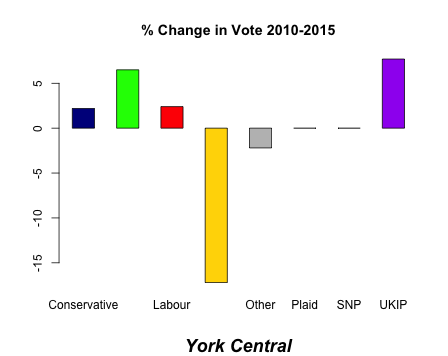 % Change in Vote 2010-2015
5
0
-5
-10
-15
Conservative Labour Other Plaid SNP UKIP
York Central